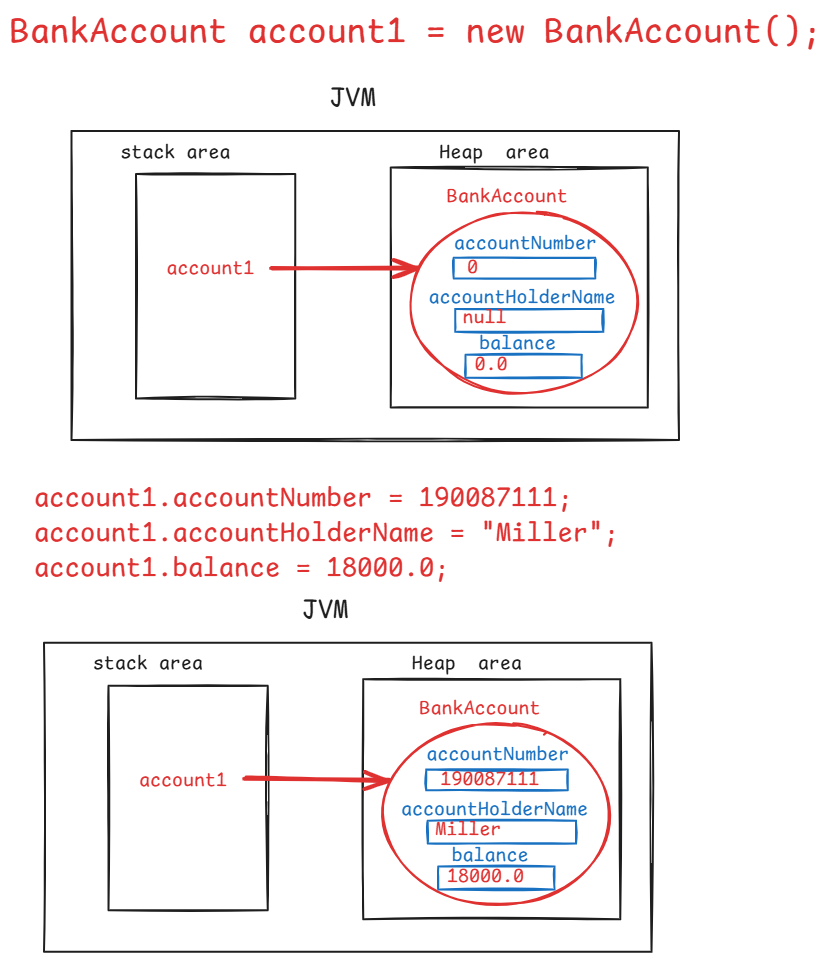 BankAccount account1 = new BankAccount();
JVM
stack area
Heap area
BankAccount
accountNumber
account1
0
accountHolderName
null
balance
0.0
account1.accountNumber = 190087111;
account1.accountHolderName = "Miller";
account1.balance = 18000.0;
JVM
stack area
Heap area
BankAccount
accountNumber
account1
190087111
accountHolderName
Miller
balance
18000.0